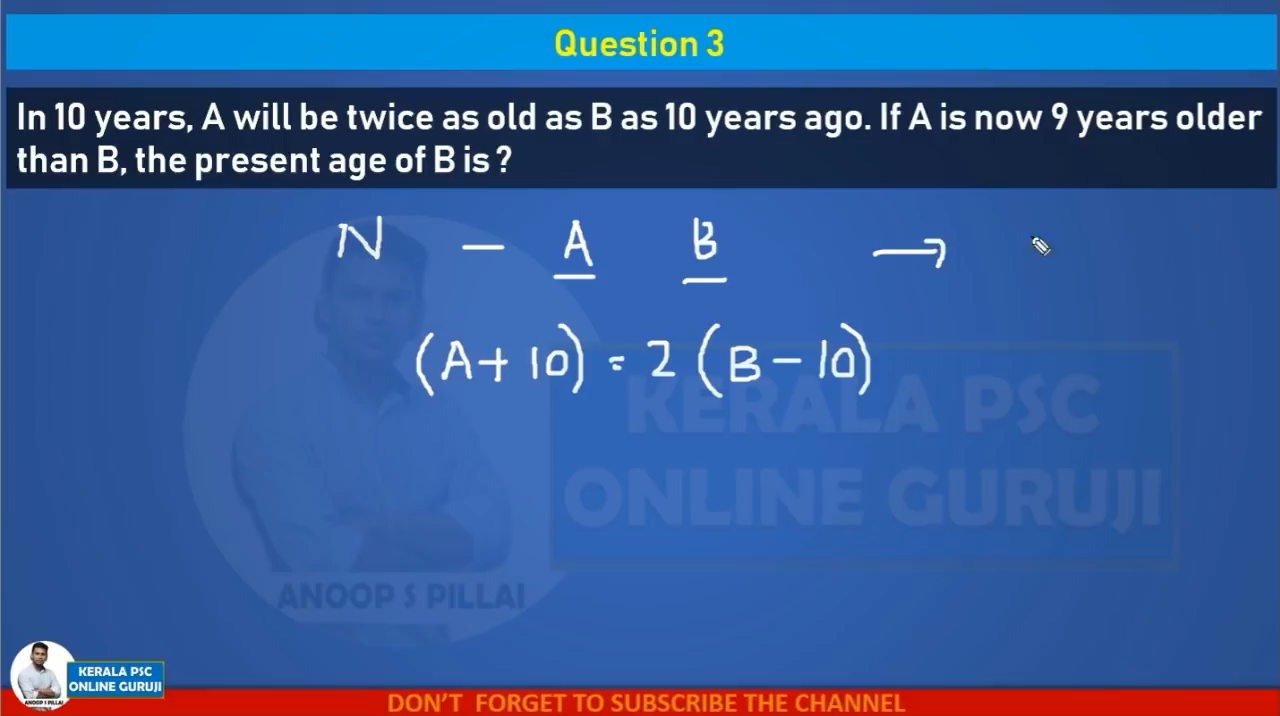 Question 3
In 10 years, A will be twice as old as B as 10 years ago. If A is now 9 years older
than B, the present age of B is ?
N — A B →
(A + 10) = 2 (B - 10)
KERALA PSC
ONLINE GURUJI
ANOOP S PILLAI
KERALA PSC
ONLINE GURUJI
ANOOP S PILLAI
DON'T FORGET TO SUBSCRIBE THE CHANNEL